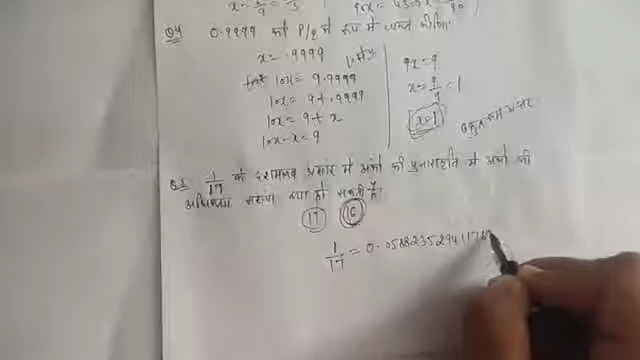 Q4 0.9999 को P/q के रूप में व्यक्त कीजिए
x = .9999
10x = 9.9999
10x = 9 + .9999
10x = 9 + x
10x - x = 9
9x = 9
x = 9/9 = 1
x = 1
Q5 1/17 के दशमलव प्रसार में अंकों की पुनरावृत्ति में अंकों की
अधिकतम संख्या क्या हो सकती है।
17 16
1/17 = 0.05882352941176